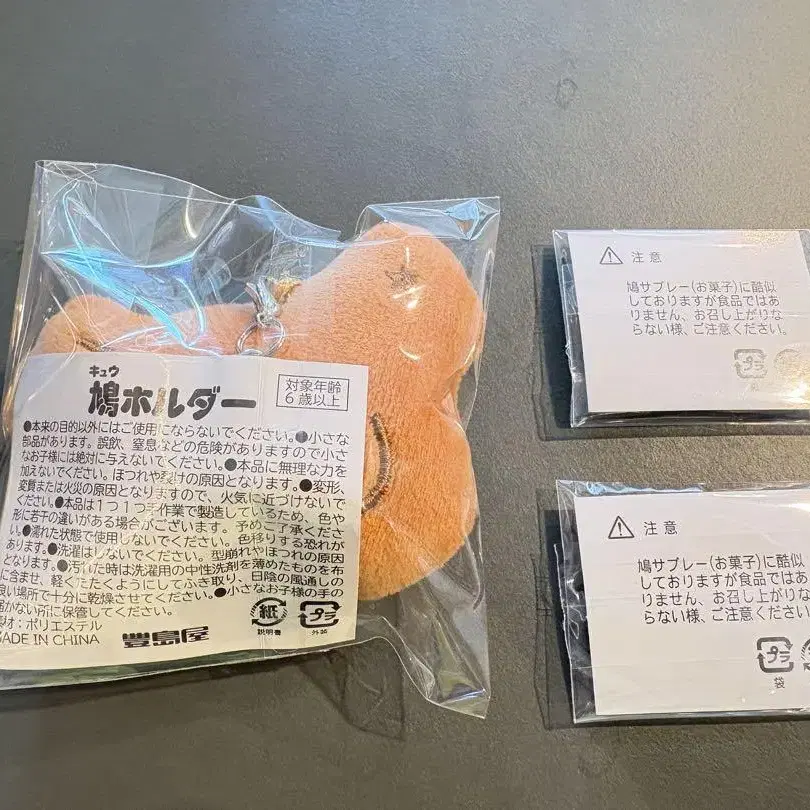 キュウ
鳩ホルダー
対象年齢
6歳以上
●本来の目的以外にはご使用にならないでください。●小さな
部品があります。誤飲、窒息などの危険がありますので小さ
なお子様には絶対に与えないでください。●本品に無理な力を
加えないでください。ほつれや裂けの原因となります。●変形、
変質または火災の原因となりますので、火気に近づけないで
ください。●本品は1つ1つ手作業で製造しているため、色や
形に若干の違いがある場合がございます。予めご了承くださ
い。●濡れた状態で使用しないでください。色移りする恐れが
あります。●洗濯はしないでください。型崩れやほつれの原因
となります。●汚れた時は洗濯用の中性洗剤を薄めたものを布
に含ませ、軽くたたくようにしてふき取り、日陰の風通しの
良い場所で十分に乾燥させてください。●小さなお子様の手の
届かない所に保管してください。
ポリエステル
MADE IN CHINA
豊島屋
紙
説明書
プラ
外装
注意
鳩サブレー(お菓子)に酷似
しておりますが食品ではあ
りません、お召し上がりな
らない様、ご注意ください。
プラ
注意
鳩サブレー(お菓子)に酷似
しておりますが食品ではあ
りません、お召し上がりな
らない様、ご注意ください
プラ
袋